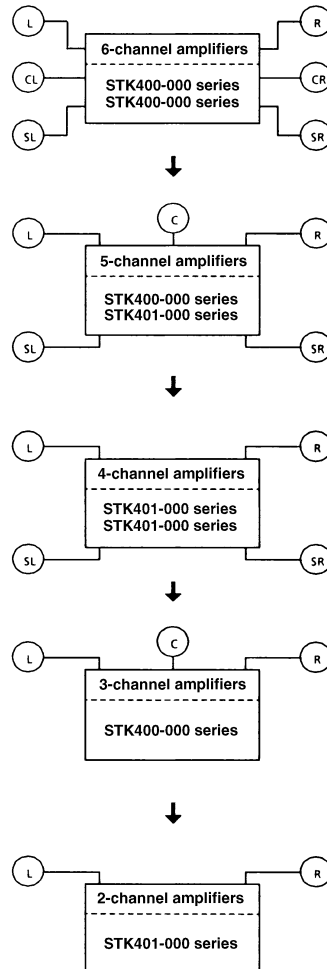 L R
6-channel amplifiers
CL CR
STK400-000 series
STK400-000 series
SL SR
C
L R
5-channel amplifiers
STK400-000 series
STK401-000 series
SL SR
L R
4-channel amplifiers
STK401-000 series
STK401-000 series
SL SR
C
L R
3-channel amplifiers
STK400-000 series
L R
2-channel amplifiers
STK401-000 series